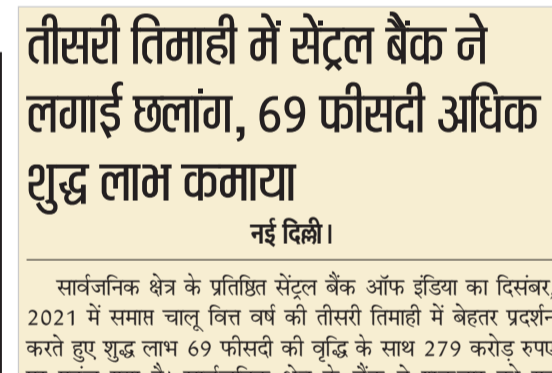 तीसरी तिमाही में सेंट्रल बैंक ने
लगाई छलांग, 69 फीसदी अधिक
शुद्ध लाभ कमाया
नई दिल्ली।
सार्वजनिक क्षेत्र के प्रतिष्ठित सेंट्रल बैंक ऑफ इंडिया का दिसंबर,
2021 में समाप्त चालू वित्त वर्ष की तीसरी तिमाही में बेहतर प्रदर्शन
करते हुए शुद्ध लाभ 69 फीसदी की वृद्धि के साथ 279 करोड़ रुपए